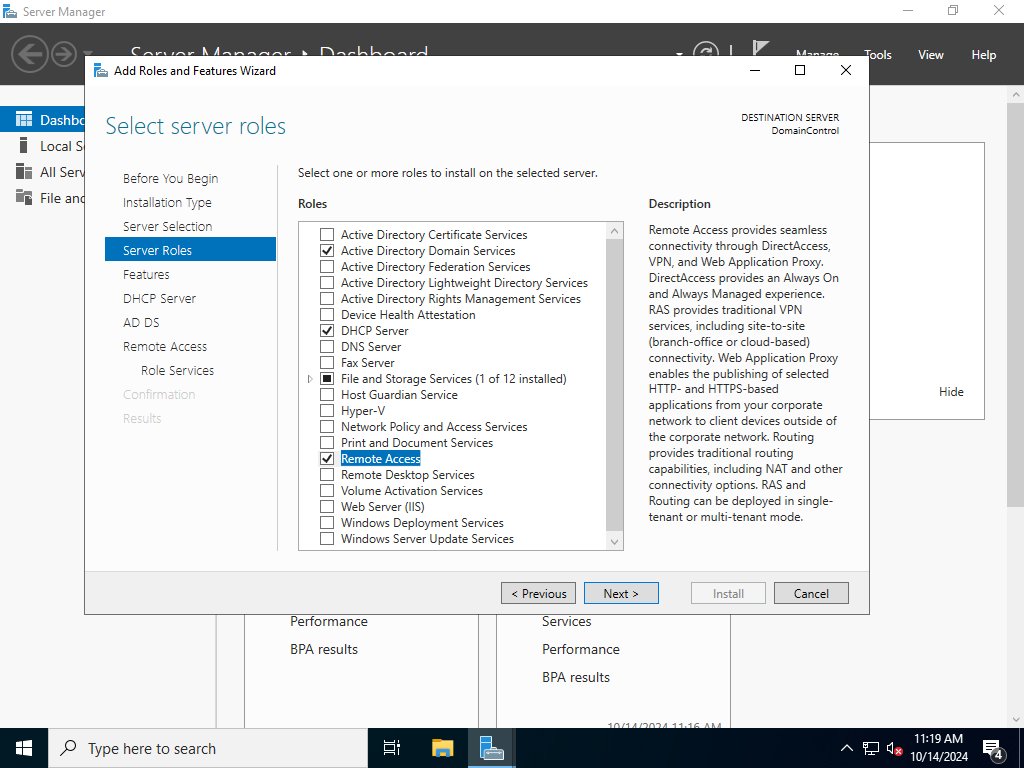 Server Manager
Server Manager • Dashboard
Manage Tools View Help
Add Roles and Features Wizard
Select server roles
DESTINATION SERVER
DomainControl
Before You Begin
Installation Type
Server Selection
Server Roles
Features
DHCP Server
AD DS
Remote Access
Role Services
Confirmation
Results
Select one or more roles to install on the selected server.
Roles
Active Directory Certificate Services
Active Directory Domain Services
Active Directory Federation Services
Active Directory Lightweight Directory Services
Active Directory Rights Management Services
Device Health Attestation
DHCP Server
DNS Server
Fax Server
File and Storage Services (1 of 12 installed)
Host Guardian Service
Hyper-V
Network Policy and Access Services
Print and Document Services
Remote Access
Remote Desktop Services
Volume Activation Services
Web Server (IIS)
Windows Deployment Services
Windows Server Update Services
Description
Remote Access provides seamless
connectivity through DirectAccess,
VPN, and Web Application Proxy.
DirectAccess provides an Always On
and Always Managed experience.
RAS provides traditional VPN
services, including site-to-site
(branch-office or cloud-based)
connectivity. Web Application Proxy
enables the publishing of selected
HTTP- and HTTPS-based
applications from your corporate
network to client devices outside of
the corporate network. Routing
provides traditional routing
capabilities, including NAT and other
connectivity options. RAS and
Routing can be deployed in single-
tenant or multi-tenant mode.
< Previous
Next >
Install
Cancel
Dashbo
Local S
All Serv
File and
Hide
Performance
BPA results
Services
Performance
BPA results
10/14/2024 11:16 AM
Type here to search
11:19 AM
10/14/2024
4